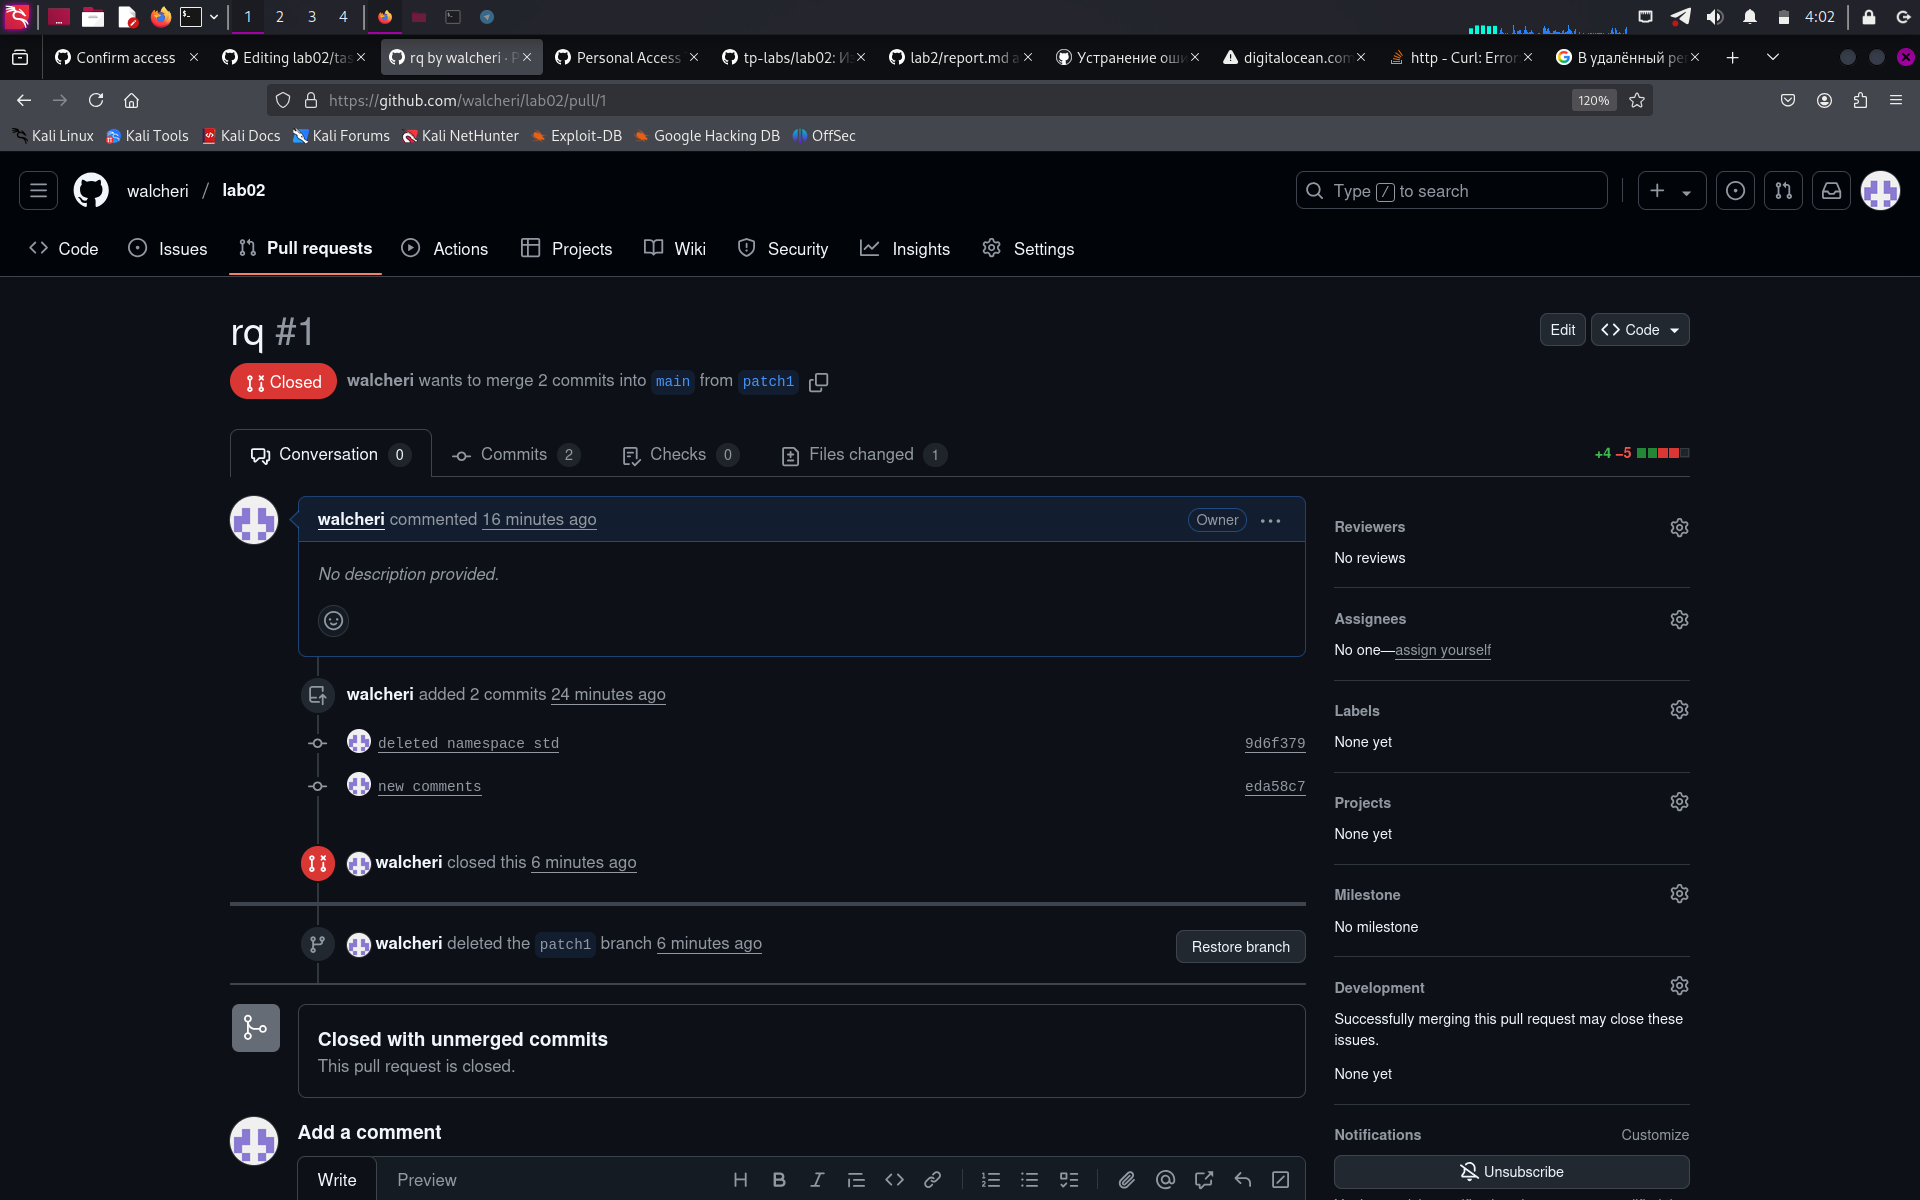 1 2 3 4
4:02
Confirm access
Editing lab02/tas
rq by walcheri · P
Personal Access
tp-labs/lab02: И
lab2/report.md a
Устранение оши
digitalocean.com
http - Curl: Error
В удалённый ре
https://github.com/walcheri/lab02/pull/1
120%
Kali Linux
Kali Tools
Kali Docs
Kali Forums
Kali NetHunter
Exploit-DB
Google Hacking DB
OffSec
walcheri / lab02
Type / to search
Code
Issues
Pull requests
Actions
Projects
Wiki
Security
Insights
Settings
rq #1
Edit
Code
Closed
walcheri wants to merge 2 commits into main from patch1
Conversation 0
Commits 2
Checks 0
Files changed 1
+4 −5
walcheri commented 16 minutes ago
Owner
No description provided.
walcheri added 2 commits 24 minutes ago
deleted namespace std
9d6f379
new comments
eda58c7
walcheri closed this 6 minutes ago
walcheri deleted the patch1 branch 6 minutes ago
Restore branch
Closed with unmerged commits
This pull request is closed.
Add a comment
Write
Preview
Reviewers
No reviews
Assignees
No one—assign yourself
Labels
None yet
Projects
None yet
Milestone
No milestone
Development
Successfully merging this pull request may close these
issues.
None yet
Notifications
Customize
Unsubscribe